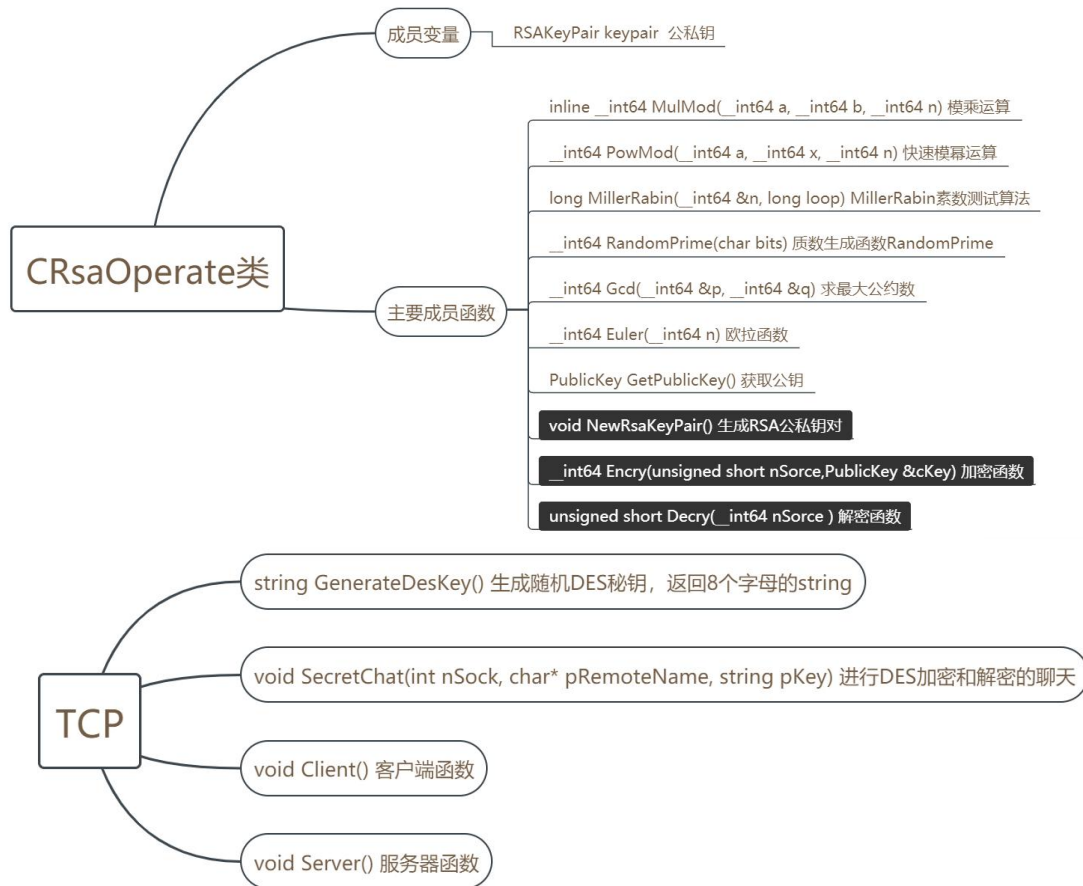 成员变量
RSAKeyPair keypair 公私钥
CRsaOperate类
主要成员函数
inline __int64 MulMod(__int64 a, __int64 b, __int64 n) 模乘运算
__int64 PowMod(__int64 a, __int64 x, __int64 n) 快速模幂运算
long MillerRabin(__int64 &n, long loop) MillerRabin素数测试算法
__int64 RandomPrime(char bits) 质数生成函数RandomPrime
__int64 Gcd(__int64 &p, __int64 &q) 求最大公约数
__int64 Euler(__int64 n) 欧拉函数
PublicKey GetPublicKey() 获取公钥
void NewRsaKeyPair() 生成RSA公私钥对
__int64 Encry(unsigned short nSorce,PublicKey &cKey) 加密函数
unsigned short Decry(__int64 nSorce ) 解密函数
TCP
string GenerateDesKey() 生成随机DES秘钥，返回8个字母的string
void SecretChat(int nSock, char* pRemoteName, string pKey) 进行DES加密和解密的聊天
void Client() 客户端函数
void Server() 服务器函数